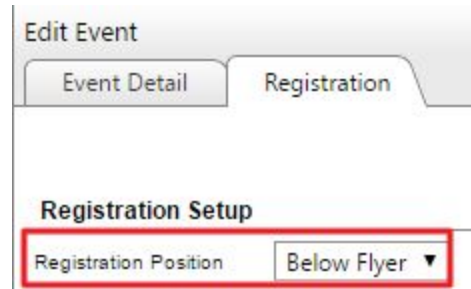 Edit Event
Event Detail Registration
Registration Setup
Registration Position Below Flyer ▼